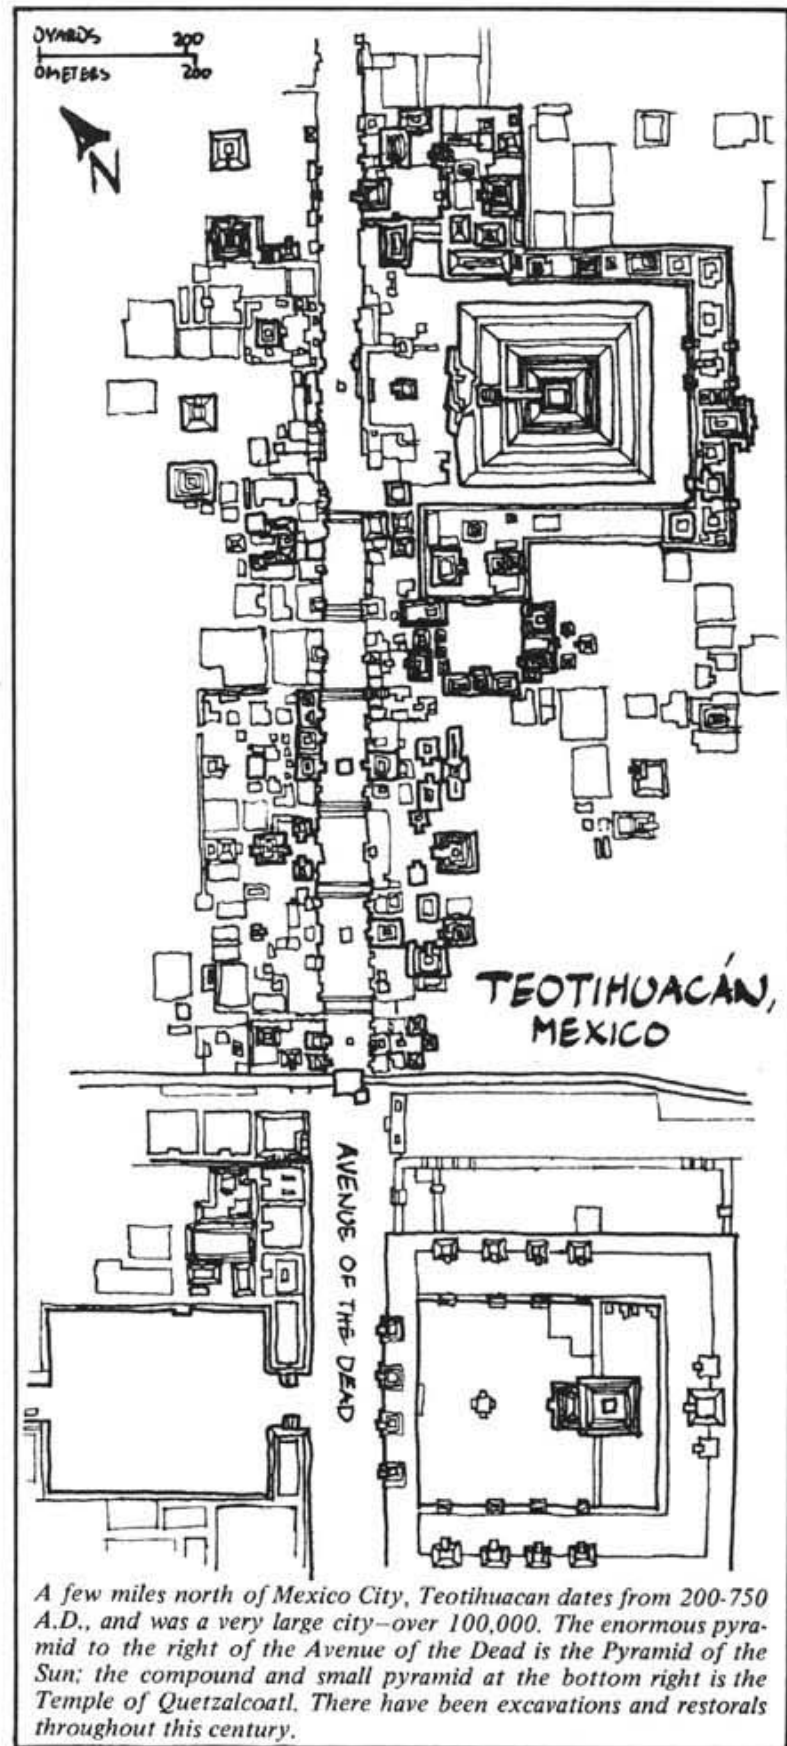 0 YARDS 200
0 METERS 200
N
TEOTIHUACÁN,
MEXICO
AVENUE OF THE DEAD
A few miles north of Mexico City, Teotihuacan dates from 200-750
A.D., and was a very large city—over 100,000. The enormous pyra-
mid to the right of the Avenue of the Dead is the Pyramid of the
Sun; the compound and small pyramid at the bottom right is the
Temple of Quetzalcoatl. There have been excavations and restorals
throughout this century.